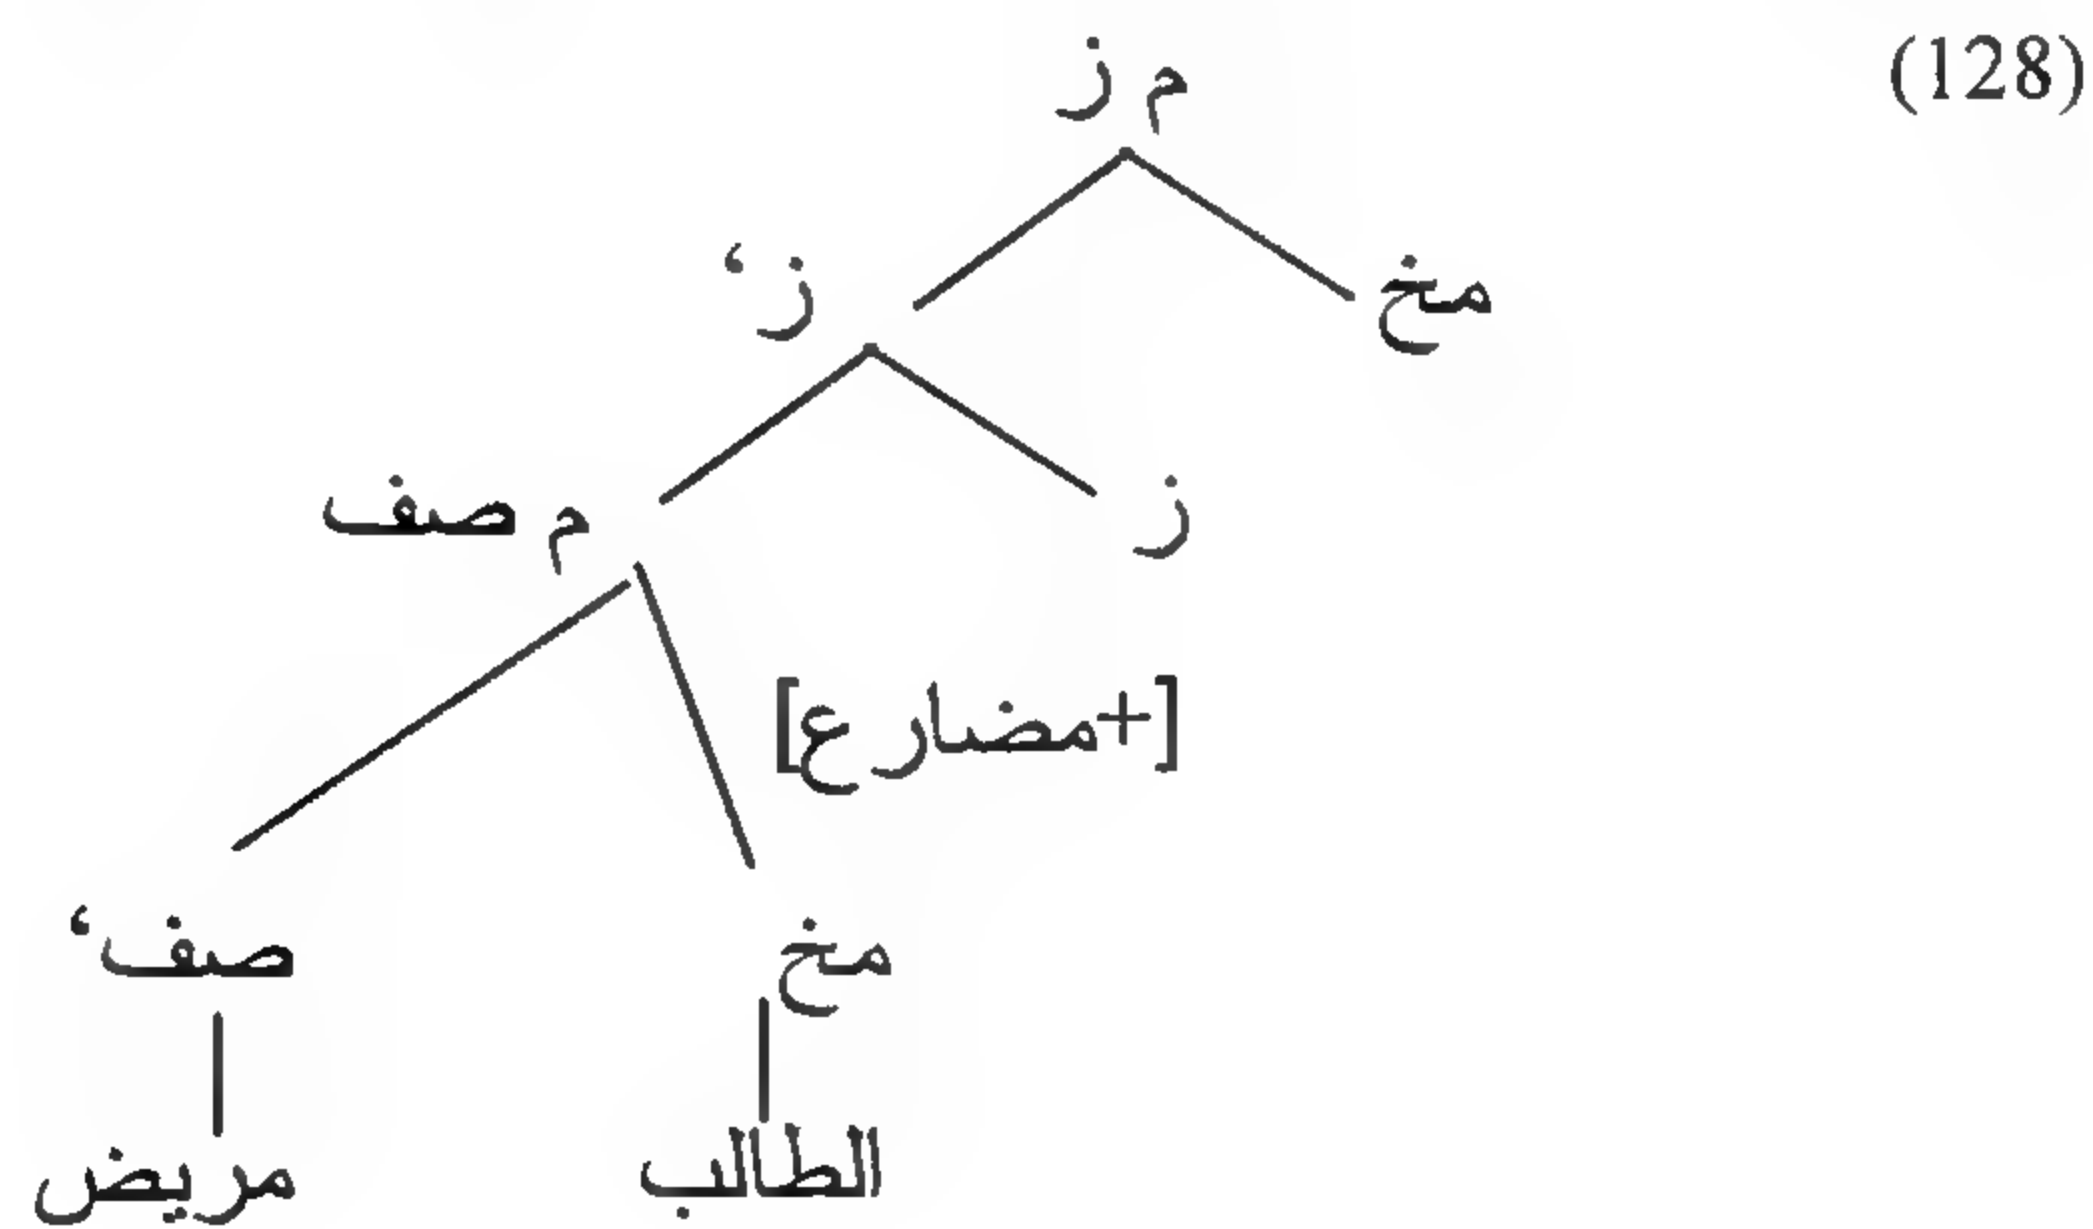 (128)
م ز
مخ ز‘
ز م صف
[+مضارع]
مخ صف‘
الطالب مريض